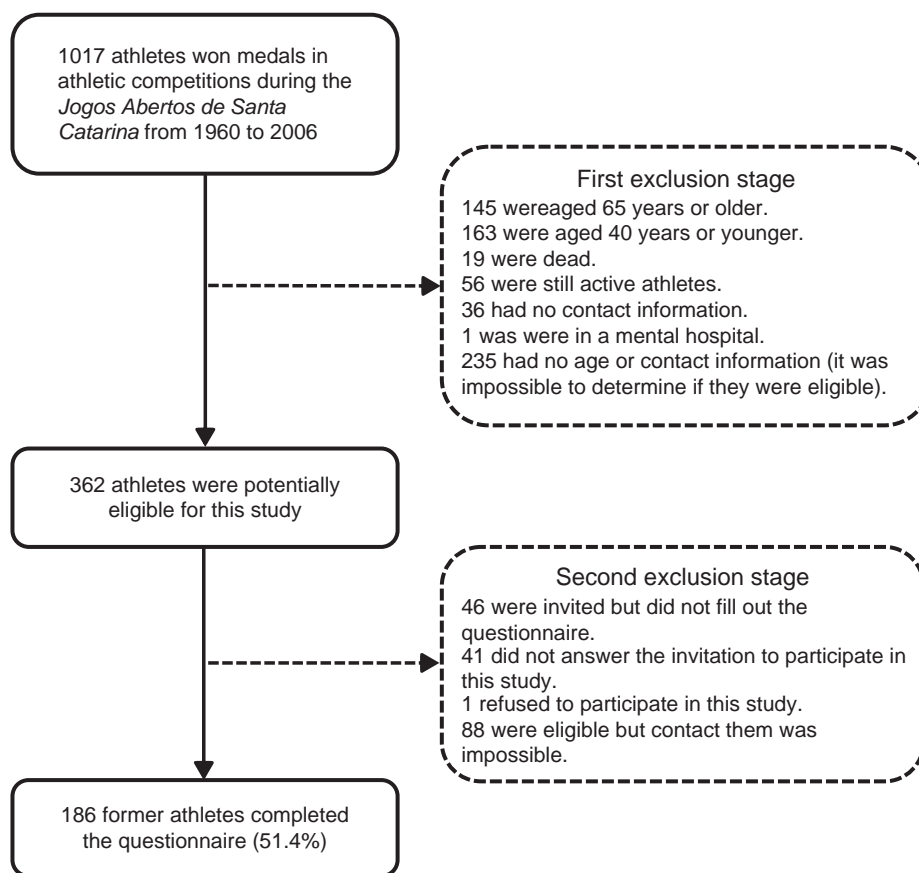 1017 athletes won medals in
athletic competitions during the
Jogos Abertos de Santa
Catarina from 1960 to 2006
First exclusion stage
145 wereaged 65 years or older.
163 were aged 40 years or younger.
19 were dead.
56 were still active athletes.
36 had no contact information.
1 was were in a mental hospital.
235 had no age or contact information (it was
impossible to determine if they were eligible).
362 athletes were potentially
eligible for this study
Second exclusion stage
46 were invited but did not fill out the
questionnaire.
41 did not answer the invitation to participate in
this study.
1 refused to participate in this study.
88 were eligible but contact them was
impossible.
186 former athletes completed
the questionnaire (51.4%)